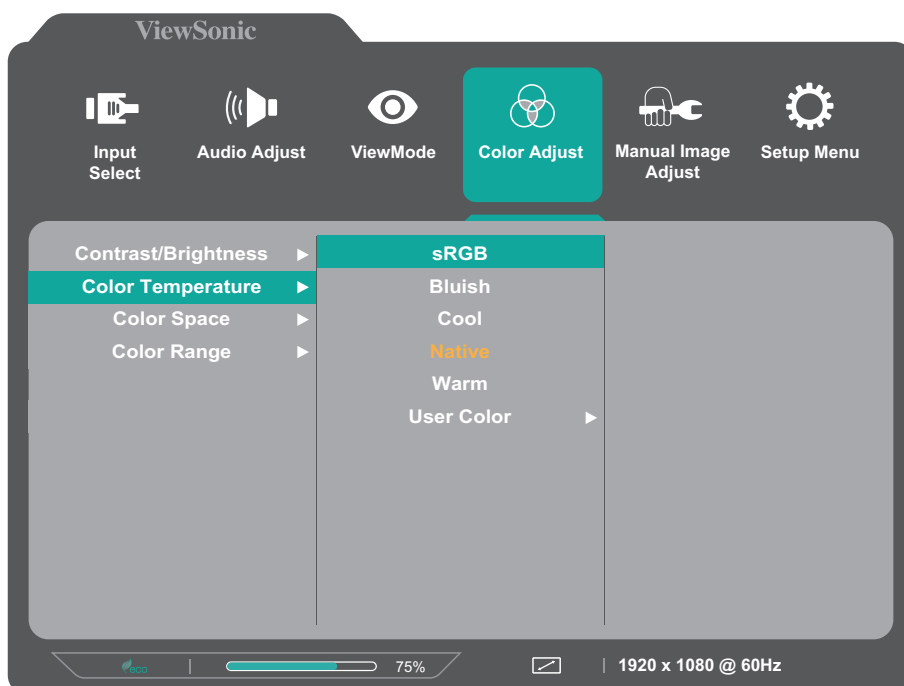 ViewSonic
Input
Select
Audio Adjust
ViewMode
Color Adjust
Manual Image
Adjust
Setup Menu
Contrast/Brightness
Color Temperature
Color Space
Color Range
sRGB
Bluish
Cool
Native
Warm
User Color
eco
75%
1920 x 1080 @ 60Hz